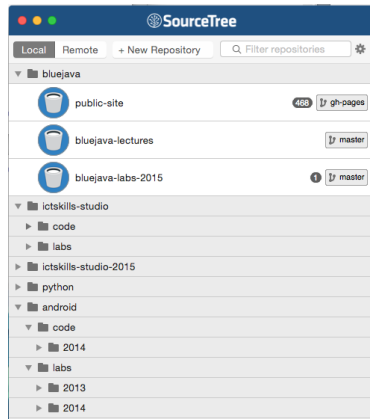 SourceTree
Local Remote + New Repository Filter repositories
bluejava
public-site 468 gh-pages
bluejava-lectures master
bluejava-labs-2015 1 master
ictskills-studio
code
labs
ictskills-studio-2015
python
android
code
2014
labs
2013
2014